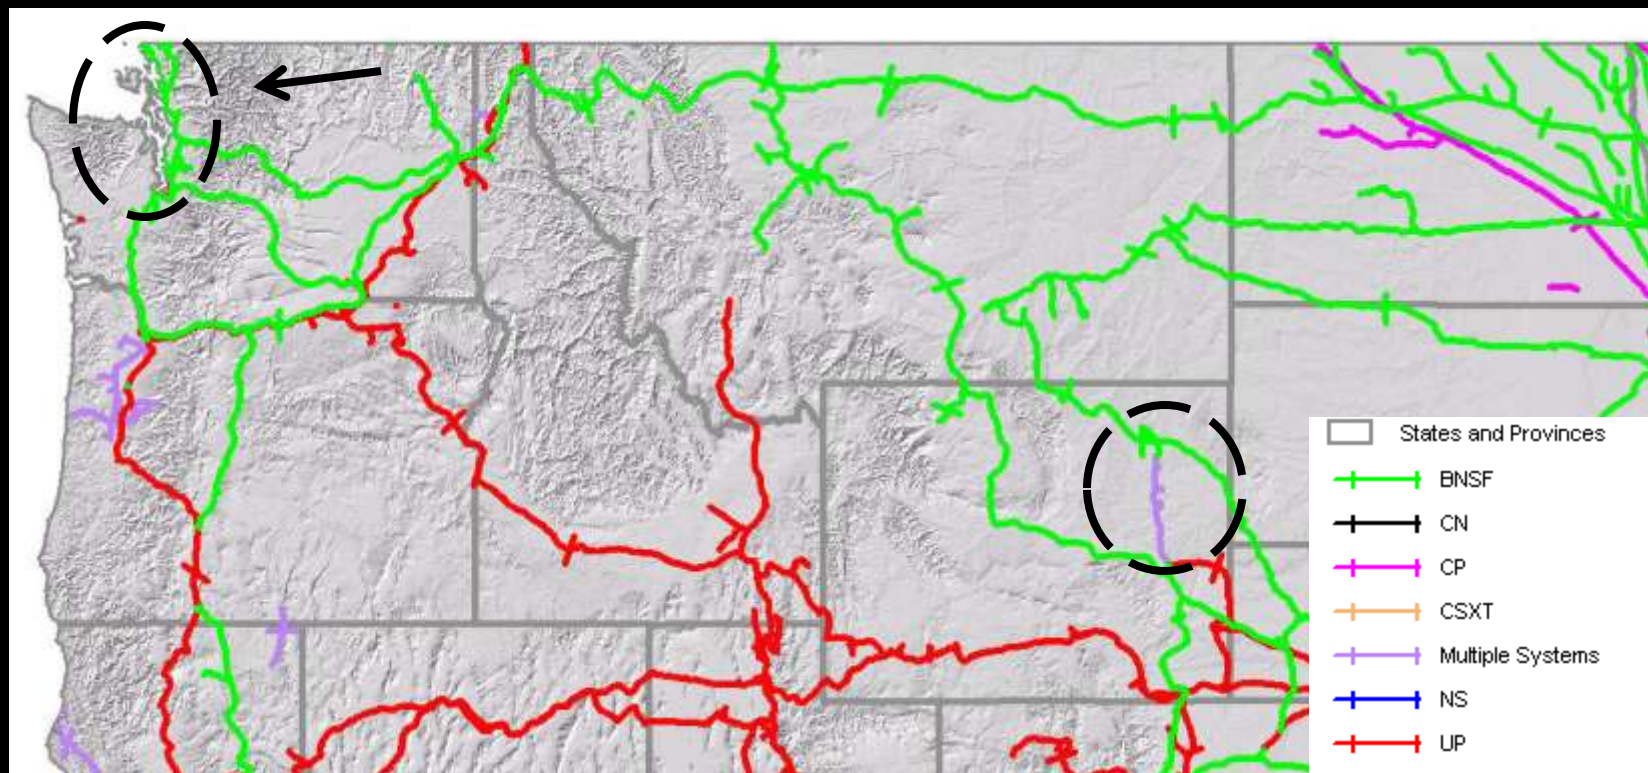 States and Provinces
BNSF
CN
CP
CSXT
Multiple Systems
NS
UP